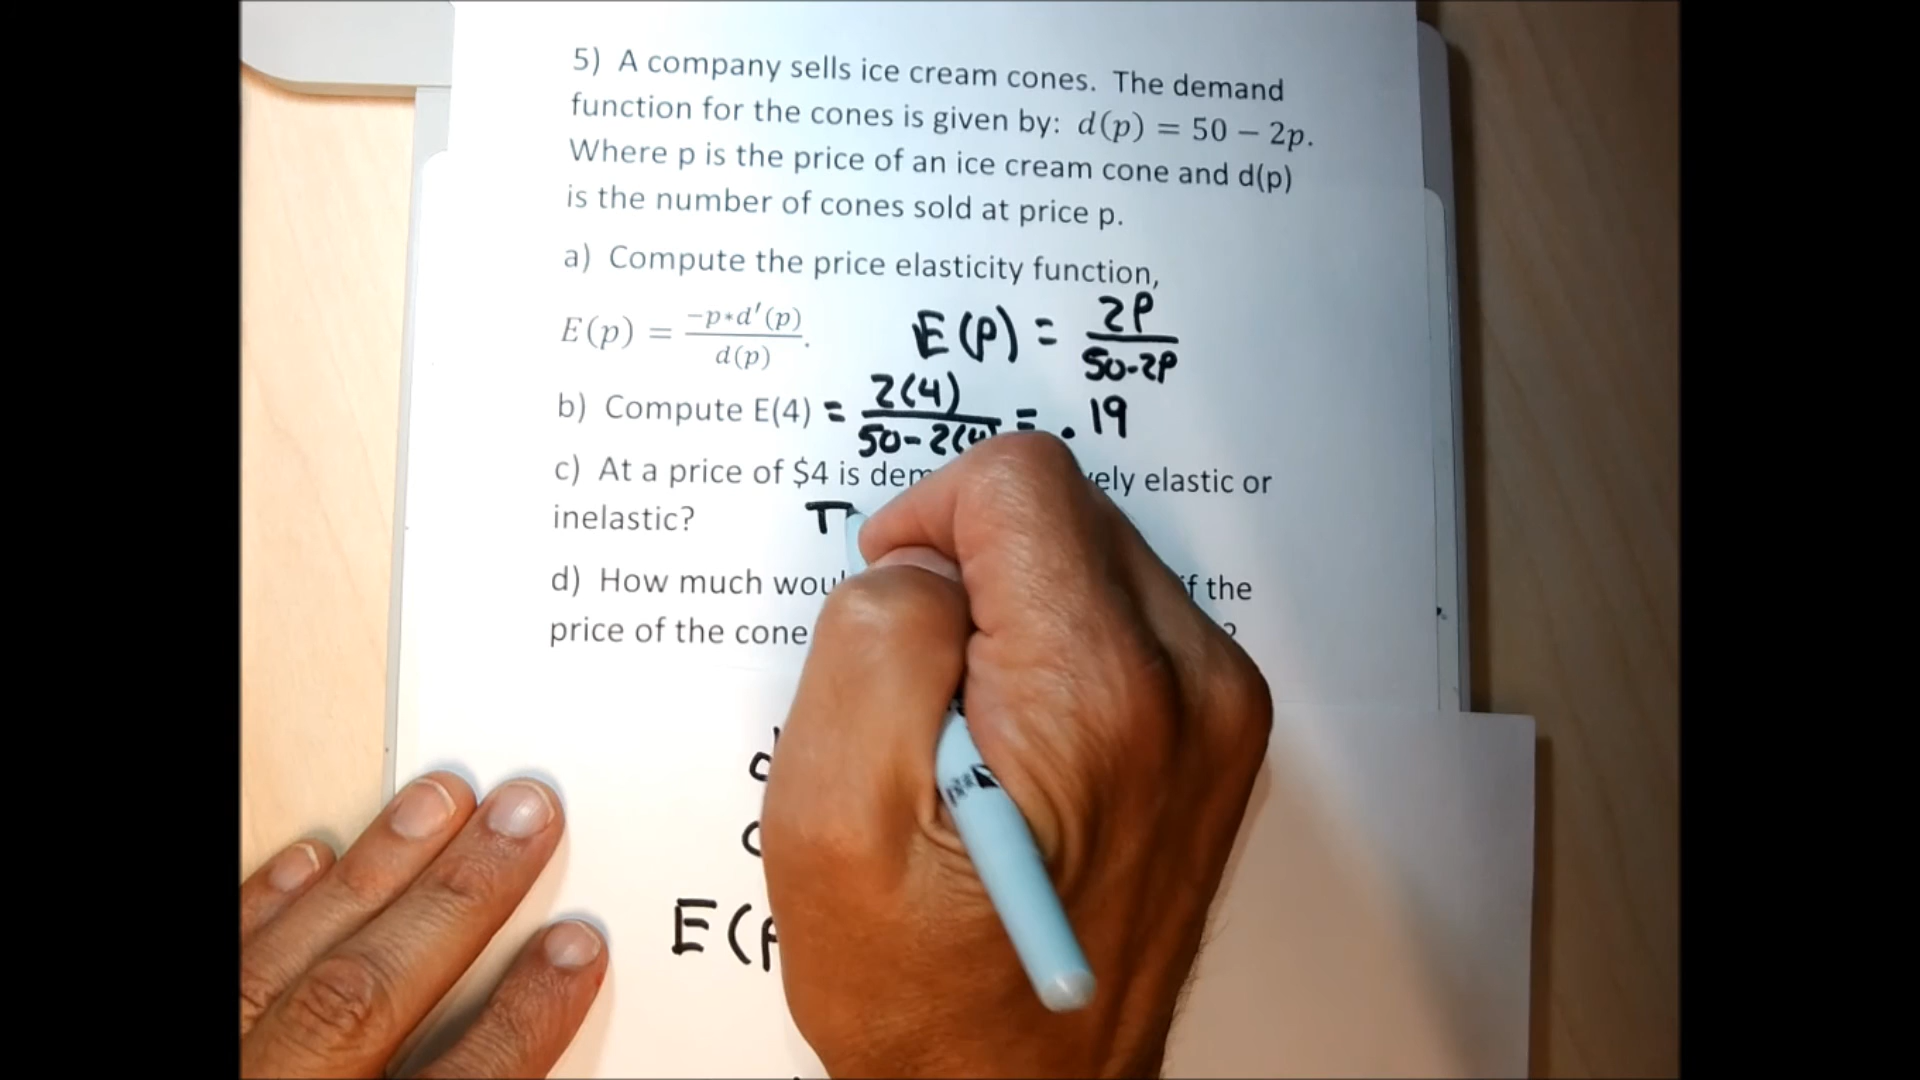 5) A company sells ice cream cones. The demand
function for the cones is given by: d(p) = 50 – 2p.
Where p is the price of an ice cream cone and d(p)
is the number of cones sold at price p.
a) Compute the price elasticity function,
E(p) = -p*d'(p) / d(p). E(p) = 2P / 50-2P
b) Compute E(4) = 2(4) / 50-2(4) = .19
c) At a price of $4 is elastic or
inelastic?
d) How much if the
price of the cone ?
E(p